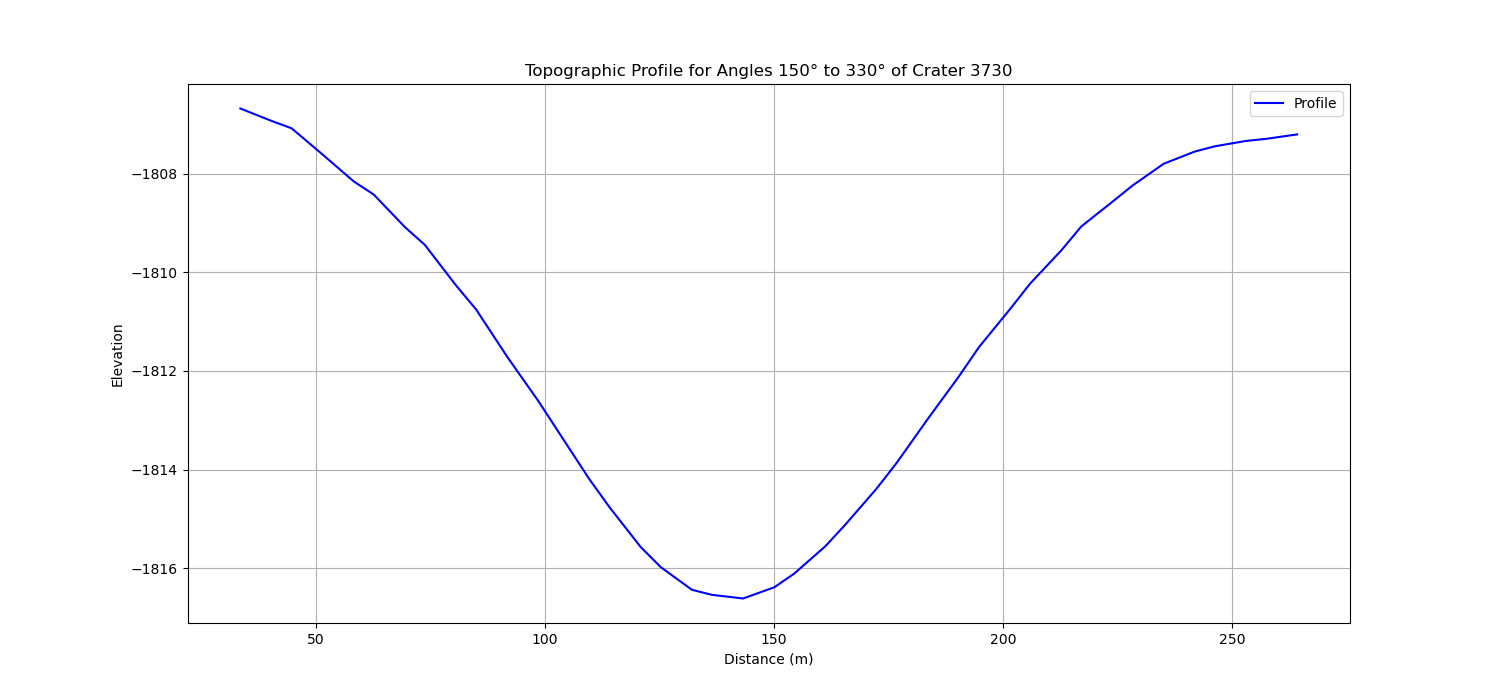 Topographic Profile for Angles 150° to 330° of Crater 3730
Profile
Elevation
−1808
−1810
−1812
−1814
−1816
50 100 150 200 250
Distance (m)